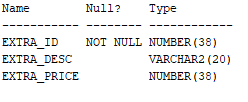 Name        Null?    Type
----------- -------- ------------
EXTRA_ID    NOT NULL NUMBER(38)
EXTRA_DESC           VARCHAR2(20)
EXTRA_PRICE          NUMBER(38)